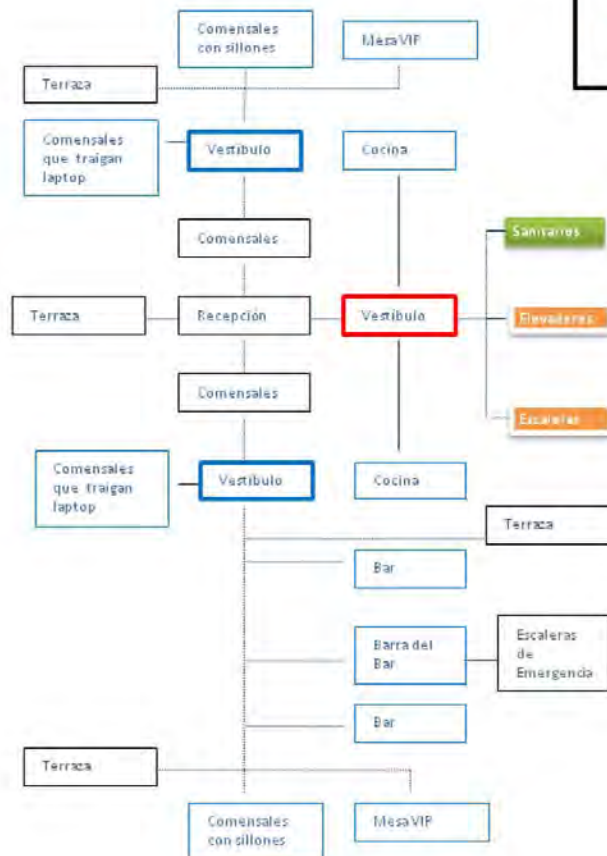 Comensales
con sillones
Mesa VIP
Terraza
Comensales
que traigan
laptop
Vestíbulo
Cocina
Comensales
Sanitarios
Terraza
Recepción
Vestíbulo
Elevadores
Comensales
Escaleras
Comensales
que traigan
laptop
Vestíbulo
Cocina
Terraza
Bar
Barra del
Bar
Escaleras
de
Emergencia
Bar
Terraza
Comensales
con sillones
Mesa VIP